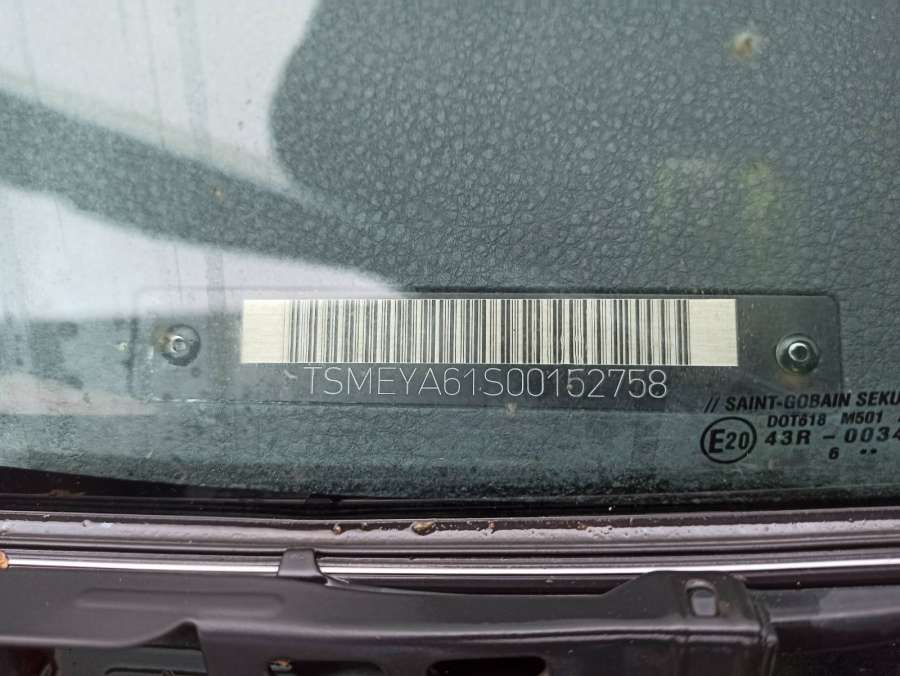 TSMEYA61S00152758
// SAINT-GOBAIN SEKU
DOT618 M501
E20 43R - 0034
6 ••